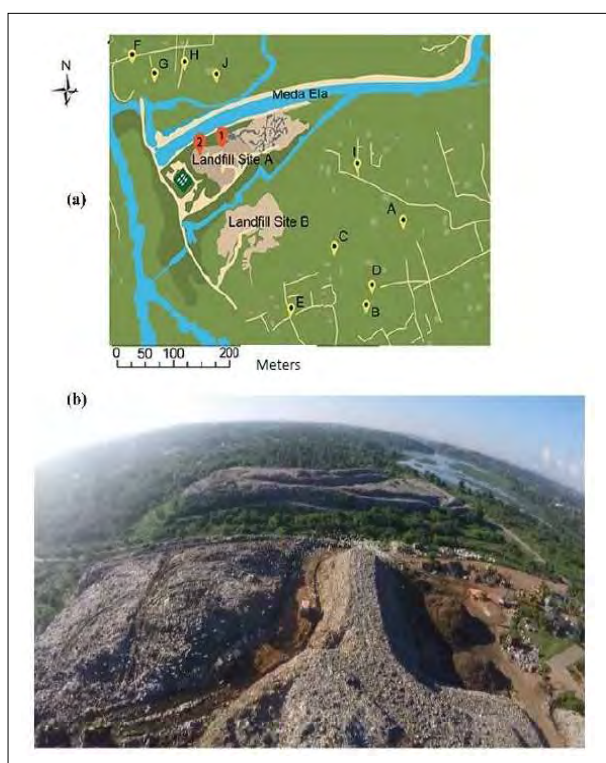 N
F
G
H
J
Meda Ela
2
1
Landfill Site A
I
(a)
Landfill Site B
A
C
D
E
B
0 50 100 200
Meters
(b)